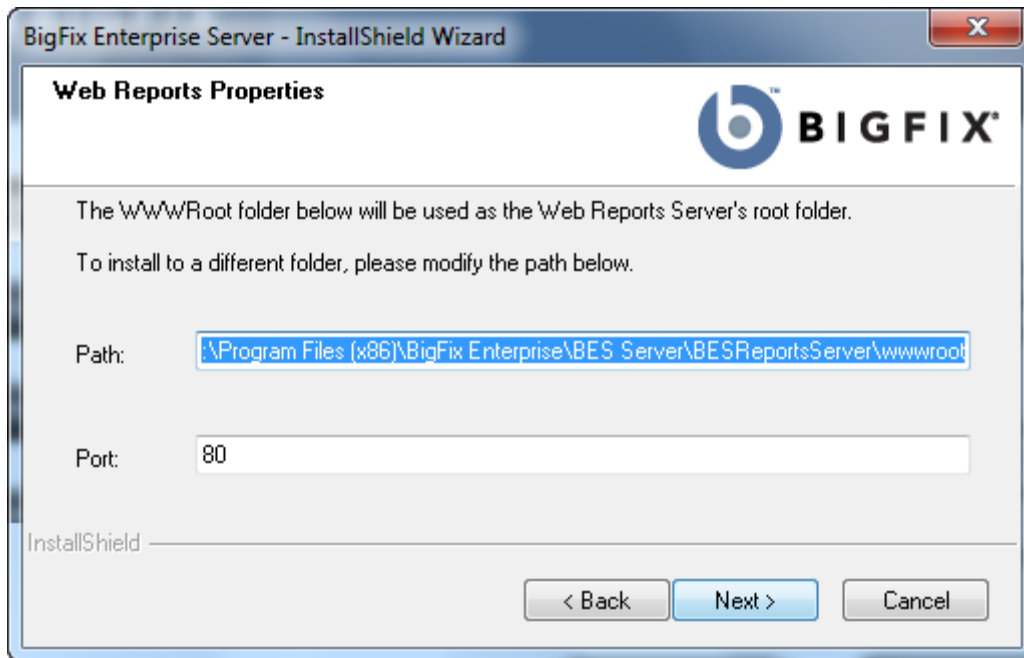 BigFix Enterprise Server - InstallShield Wizard
Web Reports Properties
BIGFIX®
The WWWRoot folder below will be used as the Web Reports Server's root folder.
To install to a different folder, please modify the path below.
Path: :\Program Files (x86)\BigFix Enterprise\BES Server\BESReportsServer\wwwroot
Port: 80
InstallShield
< Back Next > Cancel